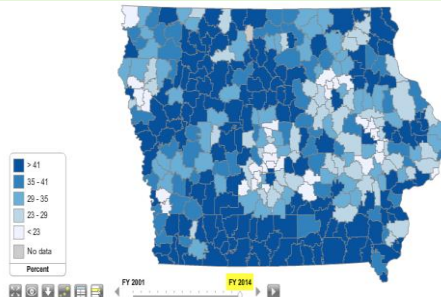 > 41
35 - 41
29 - 35
23 - 29
< 23
No data
Percent
FY 2001
FY 2014